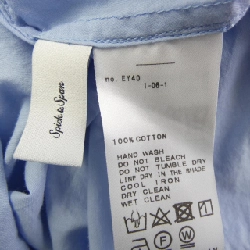 Spick & Span
no. EY40
1-06-1
100%COTTON
HAND WASH
DO NOT BLEACH
DO NOT TUMBLE DRY
LINE DRY IN THE SHADE
COOL IRON
DRY CLEAN
WET CLEAN
F
W